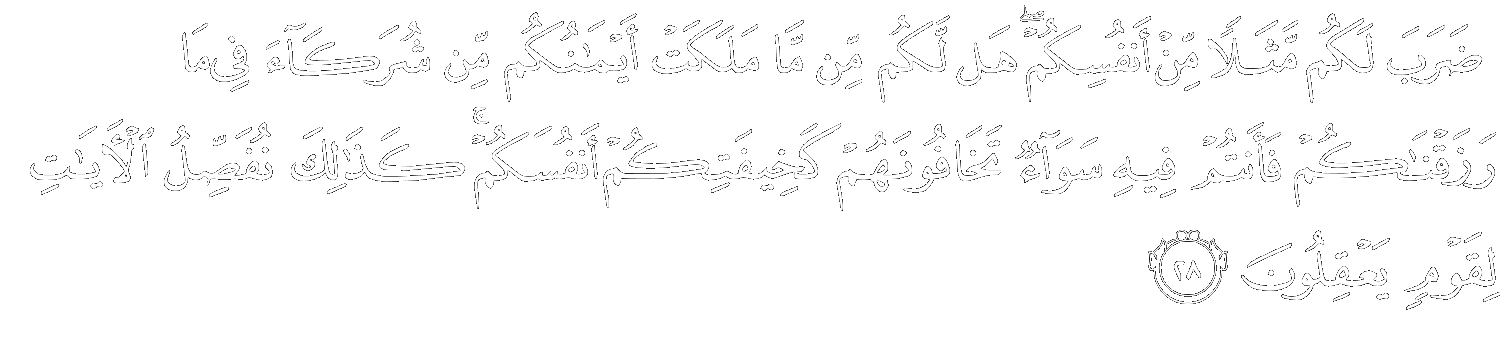 ضَرَبَ لَكُم مَّثَلًا مِّنْ أَنفُسِكُمْ ۖ هَل لَّكُم مِّن مَّا مَلَكَتْ أَيْمَـٰنُكُم مِّن شُرَكَآءَ فِى مَا
رَزَقْنَـٰكُمْ فَأَنتُمْ فِيهِ سَوَآءٌ تَخَافُونَهُمْ كَخِيفَتِكُمْ أَنفُسَكُمْ ۚ كَذَٰلِكَ نُفَصِّلُ ٱلْـَٔايَـٰتِ
لِقَوْمٍ يَعْقِلُونَ ٢٨